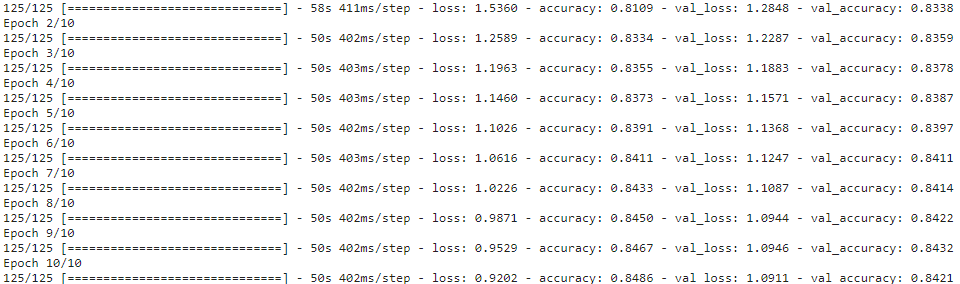 125/125 [==============================] - 58s 411ms/step - loss: 1.5360 - accuracy: 0.8109 - val_loss: 1.2848 - val_accuracy: 0.8338
Epoch 2/10
125/125 [==============================] - 50s 402ms/step - loss: 1.2589 - accuracy: 0.8334 - val_loss: 1.2287 - val_accuracy: 0.8359
Epoch 3/10
125/125 [==============================] - 50s 403ms/step - loss: 1.1963 - accuracy: 0.8355 - val_loss: 1.1883 - val_accuracy: 0.8378
Epoch 4/10
125/125 [==============================] - 50s 403ms/step - loss: 1.1460 - accuracy: 0.8373 - val_loss: 1.1571 - val_accuracy: 0.8387
Epoch 5/10
125/125 [==============================] - 50s 402ms/step - loss: 1.1026 - accuracy: 0.8391 - val_loss: 1.1368 - val_accuracy: 0.8397
Epoch 6/10
125/125 [==============================] - 50s 403ms/step - loss: 1.0616 - accuracy: 0.8411 - val_loss: 1.1247 - val_accuracy: 0.8411
Epoch 7/10
125/125 [==============================] - 50s 402ms/step - loss: 1.0226 - accuracy: 0.8433 - val_loss: 1.1087 - val_accuracy: 0.8414
Epoch 8/10
125/125 [==============================] - 50s 402ms/step - loss: 0.9871 - accuracy: 0.8450 - val_loss: 1.0944 - val_accuracy: 0.8422
Epoch 9/10
125/125 [==============================] - 50s 402ms/step - loss: 0.9529 - accuracy: 0.8467 - val_loss: 1.0946 - val_accuracy: 0.8432
Epoch 10/10
125/125 [==============================] - 50s 402ms/step - loss: 0.9202 - accuracy: 0.8486 - val_loss: 1.0911 - val_accuracy: 0.8421